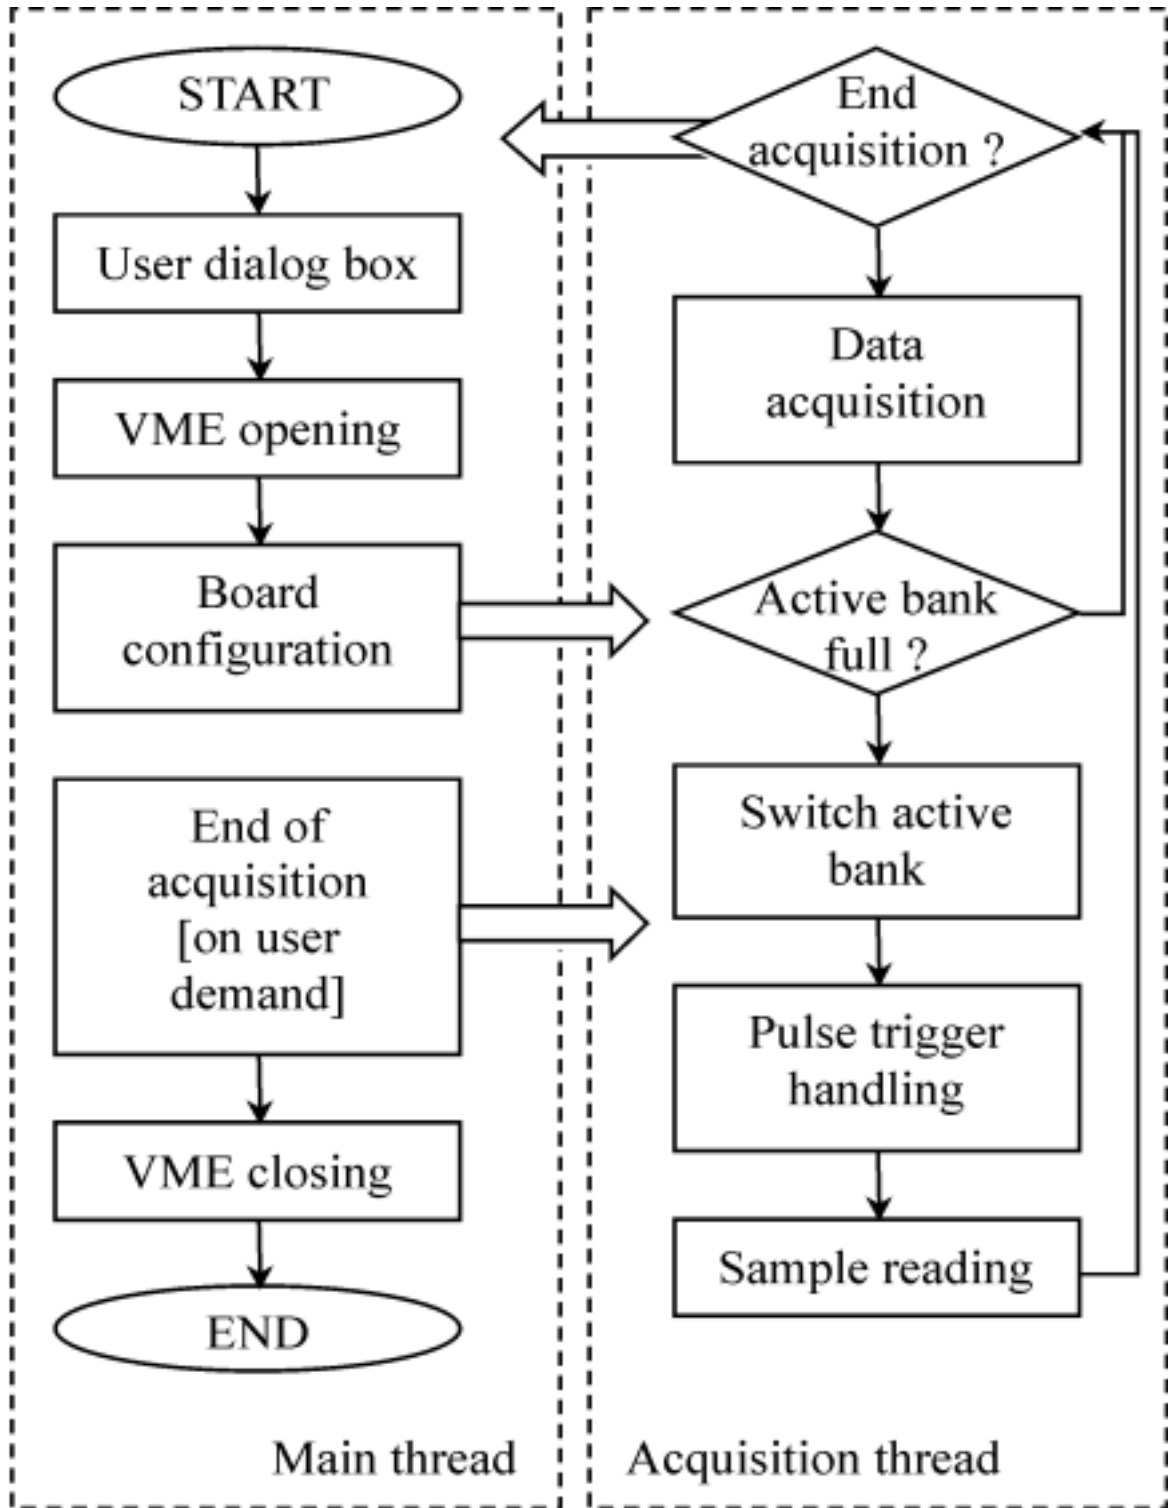 START
User dialog box
VME opening
Board
configuration
End of
acquisition
[on user
demand]
VME closing
END
Main thread
End
acquisition ?
Data
acquisition
Active bank
full ?
Switch active
bank
Pulse trigger
handling
Sample reading
Acquisition thread